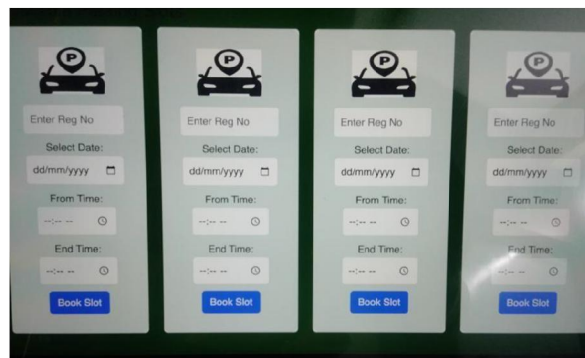 P
Enter Reg No
Select Date:
dd/mm/yyyy
From Time:
--:-- --
End Time:
--:-- --
Book Slot
P
Enter Reg No
Select Date:
dd/mm/yyyy
From Time:
--:-- --
End Time:
--:-- --
Book Slot
P
Enter Reg No
Select Date:
dd/mm/yyyy
From Time:
--:-- --
End Time:
--:-- --
Book Slot
P
Enter Reg No
Select Date:
dd/mm/yyyy
From Time:
--:-- --
End Time:
--:-- --
Book Slot